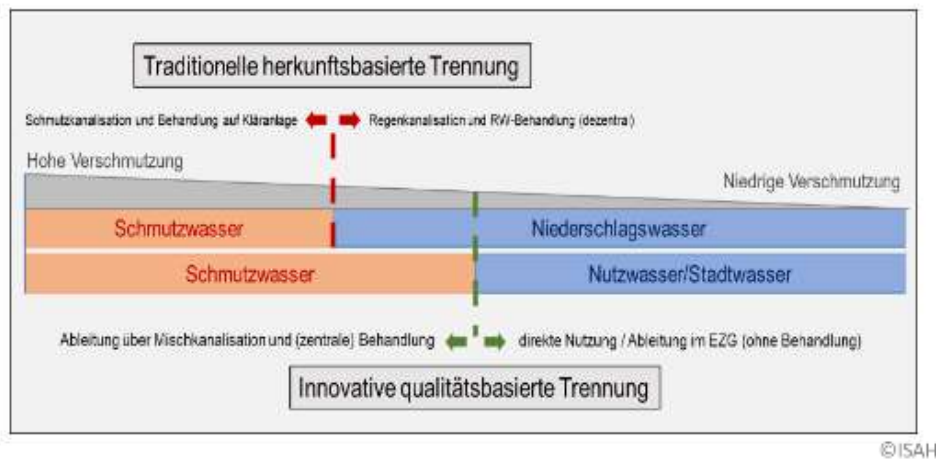 Traditionelle herkunftsbasierte Trennung
Schmutzkanalisation und Behandlung auf Kläranlage
Regenkanalisation und RW-Behandlung (dezentral)
Hohe Verschmutzung
Niedrige Verschmutzung
Schmutzwasser
Niederschlagswasser
Schmutzwasser
Nutzwasser/Stadtwasser
Ableitung über Mischkanalisation und (zentrale) Behandlung
direkte Nutzung / Ableitung im EZG (ohne Behandlung)
Innovative qualitätsbasierte Trennung
©ISAH